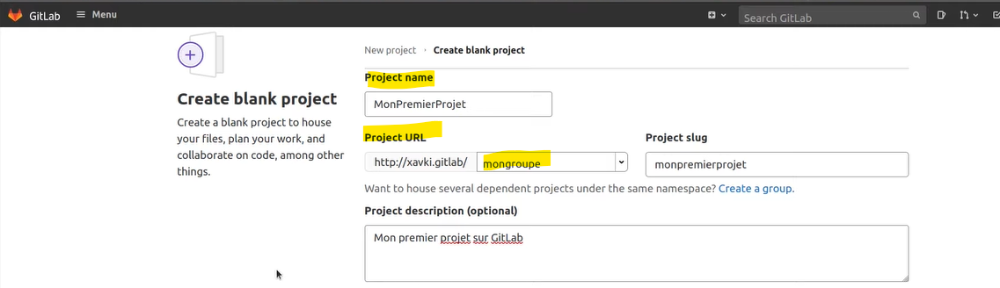 GitLab
Menu
Search GitLab
New project › Create blank project
Project name
MonPremierProjet
Create blank project
Create a blank project to house
your files, plan your work, and
collaborate on code, among other
things.
Project URL
Project slug
http://xavki.gitlab/
mongroupe
monpremierprojet
Want to house several dependent projects under the same namespace? Create a group.
Project description (optional)
Mon premier projet sur GitLab